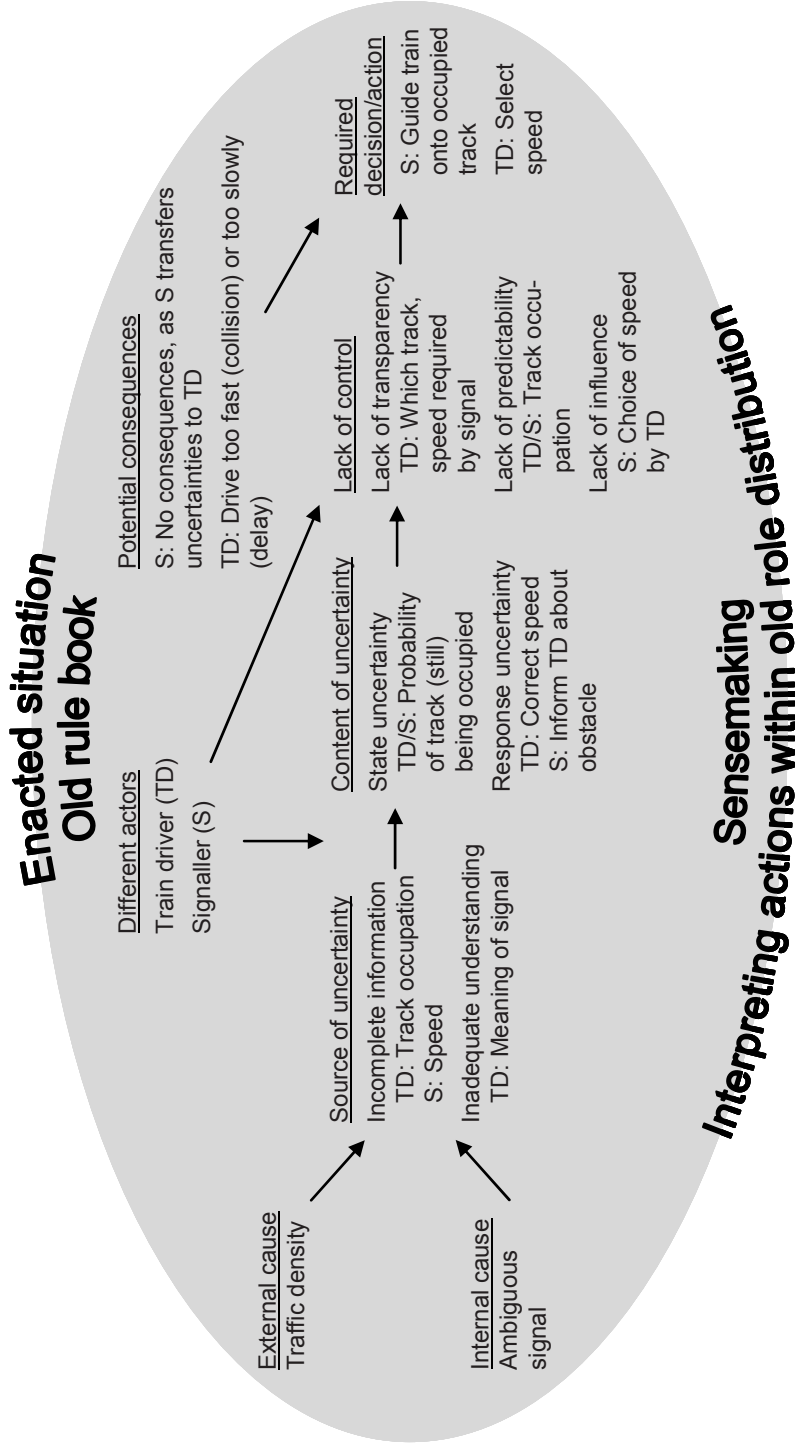 Enacted situation
Old rule book
Different actors
Train driver (TD)
Signaller (S)
Potential consequences
S: No consequences, as S transfers
uncertainties to TD
TD: Drive too fast (collision) or too slowly
(delay)
External cause
Traffic density
Internal cause
Ambiguous
signal
Source of uncertainty
Incomplete information
TD: Track occupation
S: Speed
Inadequate understanding
TD: Meaning of signal
Content of uncertainty
State uncertainty
TD/S: Probability
of track (still)
being occupied
Response uncertainty
TD: Correct speed
S: Inform TD about
obstacle
Lack of control
Lack of transparency
TD: Which track,
speed required
by signal
Lack of predictability
TD/S: Track occu-
pation
Lack of influence
S: Choice of speed
by TD
Required
decision/action
S: Guide train
onto occupied
track
TD: Select
speed
Sensemaking
Interpreting actions within old role distribution